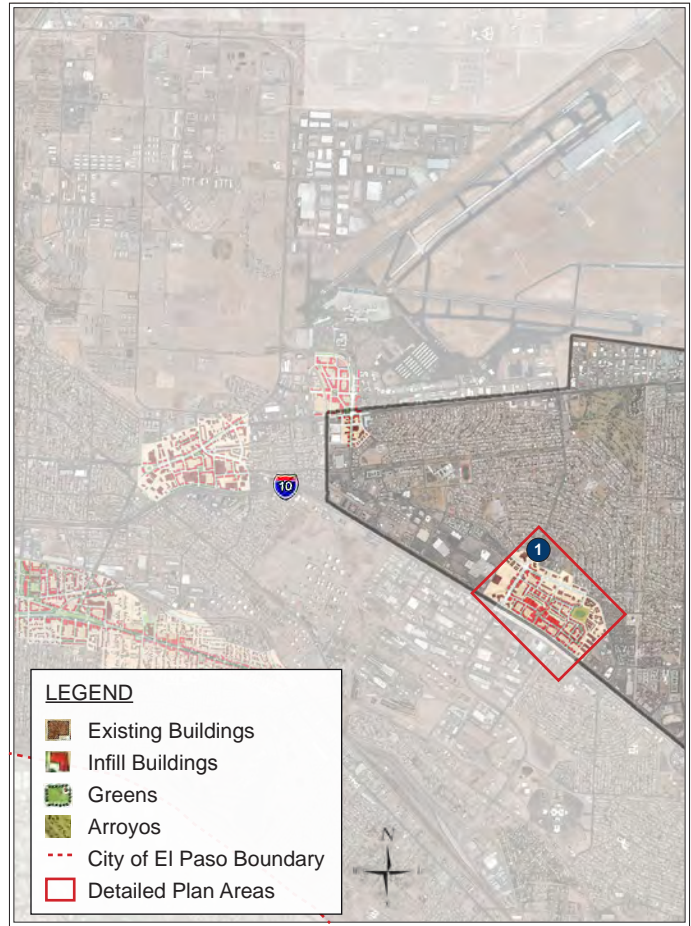 10
1
LEGEND
Existing Buildings
Infill Buildings
Greens
Arroyos
City of El Paso Boundary
Detailed Plan Areas
N